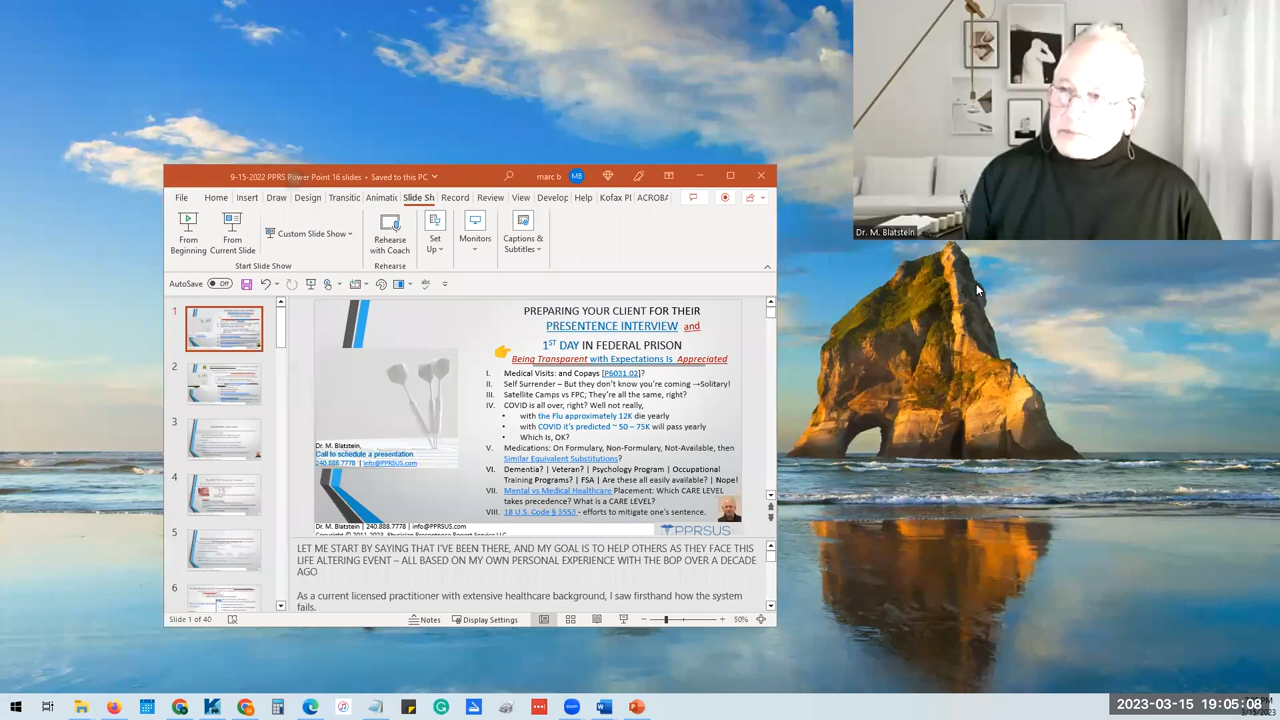 Dr. M. Blatstein
9-15-2022 PPRS Power Point 16 slides • Saved to this PC
marc b
MB
File Home Insert Draw Design Transitic Animatic Slide Sh Record Review View Develop Help Kofax PI ACROBA
From Beginning
From Current Slide
Custom Slide Show
Rehearse with Coach
Set Up
Monitors
Captions & Subtitles
Start Slide Show
Rehearse
AutoSave Off
1
2
3
4
5
6
PREPARING YOUR CLIENT FOR THEIR
PRESENTENCE INTERVIEW and
1ST DAY IN FEDERAL PRISON
Being Transparent with Expectations Is Appreciated
I. Medical Visits: and Copays [P6031.02]?
II. Self Surrender – But they don't know you're coming →Solitary!
III. Satellite Camps vs FPC; They're all the same, right?
IV. COVID is all over, right? Well not really,
• with the Flu approximately 12K die yearly
• with COVID it's predicted ~ 50 – 75K will pass yearly
• Which Is, OK?
V. Medications: On Formulary, Non-Formulary, Not-Available, then
Similar Equivalent Substitutions?
VI. Dementia? | Veteran? | Psychology Program | Occupational
Training Programs? | FSA | Are these are easily available? | Nope!
VII. Mental vs Medical Healthcare Placement. Which CARE LEVEL
takes precedence? What is a CARE LEVEL?
VIII. 18 U.S. Code § 3553 - efforts to mitigate one's sentence.
Dr. M. Blatstein,
Call to schedule a presentation
240.888.7778 | info@PPRSUS.com
Dr. M. Blatstein | 240.888.7778 | info@PPRSUS.com
PPRSUS
LET ME START BY SAYING THAT I'VE BEEN THERE, AND MY GOAL IS TO HELP OTHERS AS THEY FACE THIS
LIFE ALTERING EVENT – ALL BASED ON MY OWN PERSONAL EXPERIENCE WITH THE BOP OVER A DECADE
AGO
As a current licensed practitioner with extensive healthcare background, I saw firsthand how the system
fails.
Slide 1 of 40
Notes
Display Settings
50%
2023-03-15 19:05:08